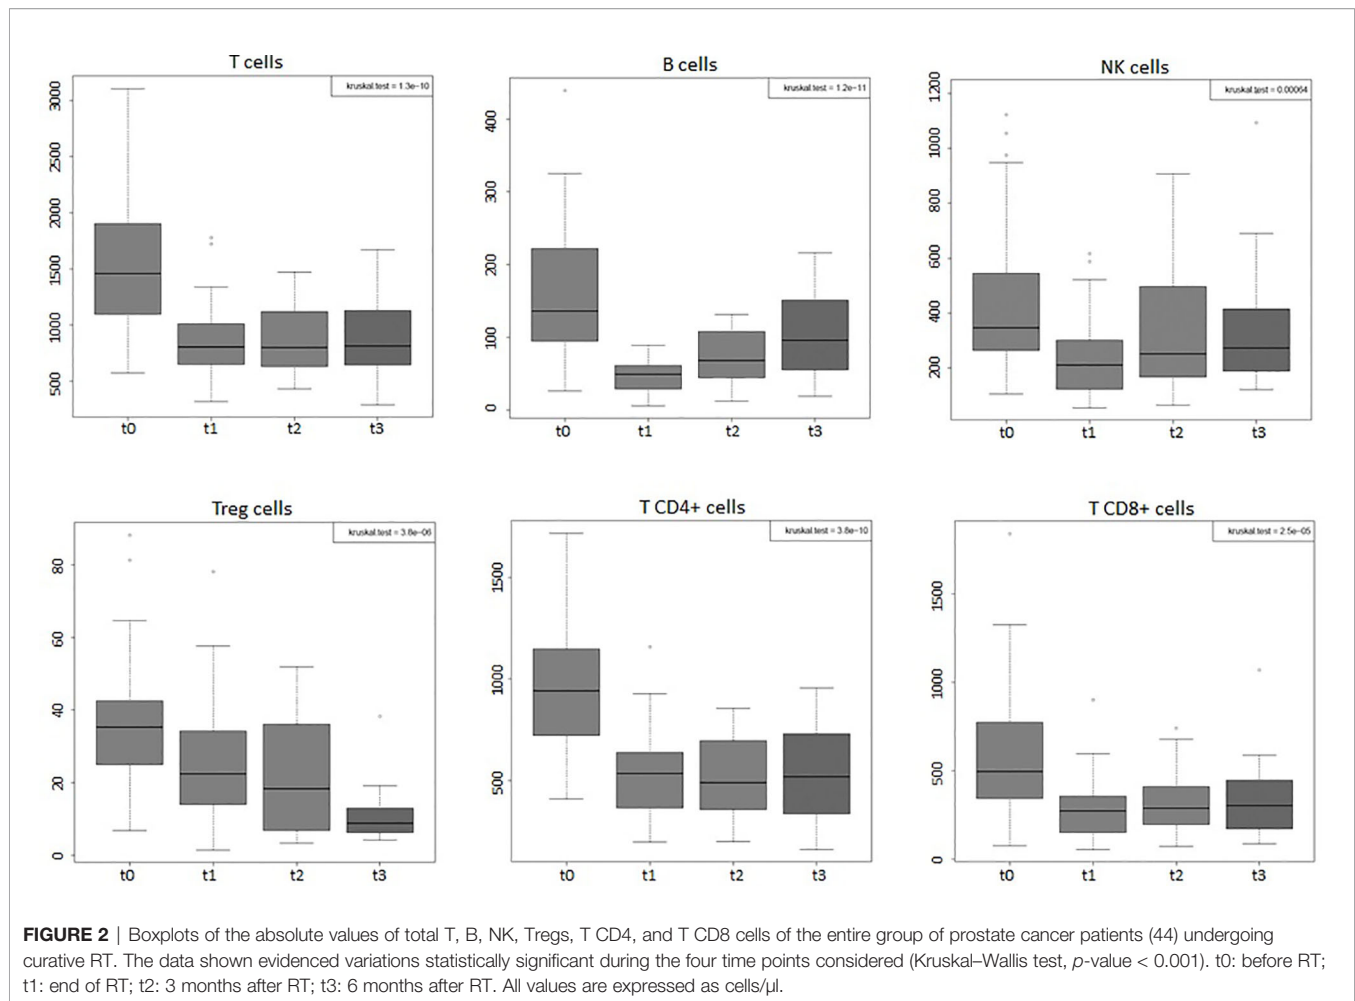 T cells
kruskal.test = 1.3e-10
3000
2500
2000
1500
1000
500
t0 t1 t2 t3
B cells
kruskal.test = 1.2e-11
400
300
200
100
0
t0 t1 t2 t3
NK cells
kruskal.test = 0.00064
1200
1000
800
600
400
200
t0 t1 t2 t3
Treg cells
kruskal.test = 3.8e-06
80
60
40
20
0
t0 t1 t2 t3
T CD4+ cells
kruskal.test = 3.8e-10
1500
1000
500
t0 t1 t2 t3
T CD8+ cells
kruskal.test = 2.5e-05
1500
1000
500
0
t0 t1 t2 t3
FIGURE 2 | Boxplots of the absolute values of total T, B, NK, Tregs, T CD4, and T CD8 cells of the entire group of prostate cancer patients (44) undergoing
curative RT. The data shown evidenced variations statistically significant during the four time points considered (Kruskal–Wallis test, p-value < 0.001). t0: before RT;
t1: end of RT; t2: 3 months after RT; t3: 6 months after RT. All values are expressed as cells/µl.